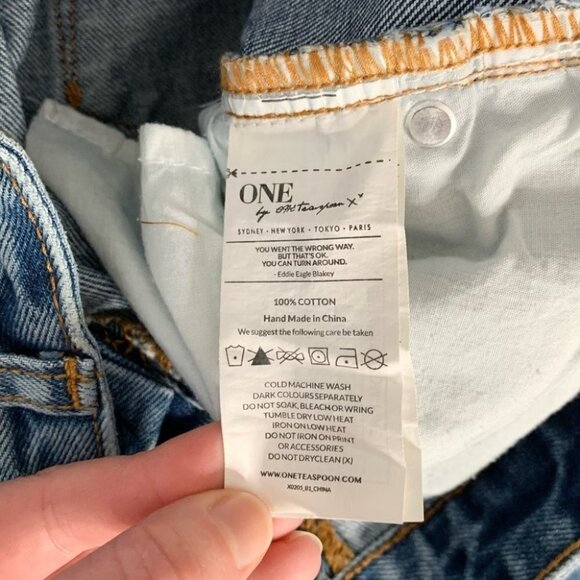 ONE
by One Teaspoon X
SYDNEY • NEW YORK • TOKYO • PARIS
YOU WENT THE WRONG WAY.
BUT THAT'S OK.
YOU CAN TURN AROUND.
- Eddie Eagle Blakey
100% COTTON
Hand Made in China
We suggest the following care be taken
COLD MACHINE WASH
DARK COLOURS SEPARATELY
DO NOT SOAK, BLEACH OR WRING
TUMBLE DRY LOW HEAT
IRON ON LOW HEAT
DO NOT IRON ON PRINT
OR ACCESSORIES
DO NOT DRYCLEAN (X)
WWW.ONETEASPOON.COM
X0205_B1_CHINA